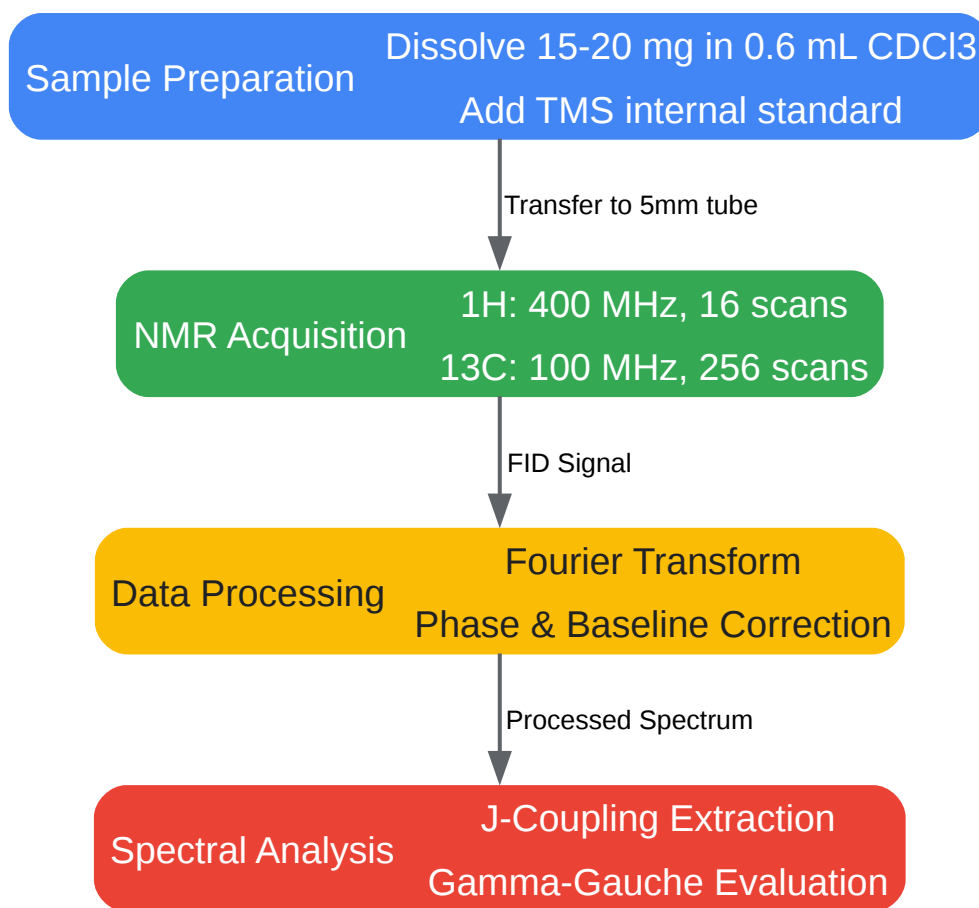 Sample Preparation
Dissolve 15-20 mg in 0.6 mL CDCl3
Add TMS internal standard
Transfer to 5mm tube
NMR Acquisition
1H: 400 MHz, 16 scans
13C: 100 MHz, 256 scans
FID Signal
Data Processing
Fourier Transform
Phase & Baseline Correction
Processed Spectrum
Spectral Analysis
J-Coupling Extraction
Gamma-Gauche Evaluation